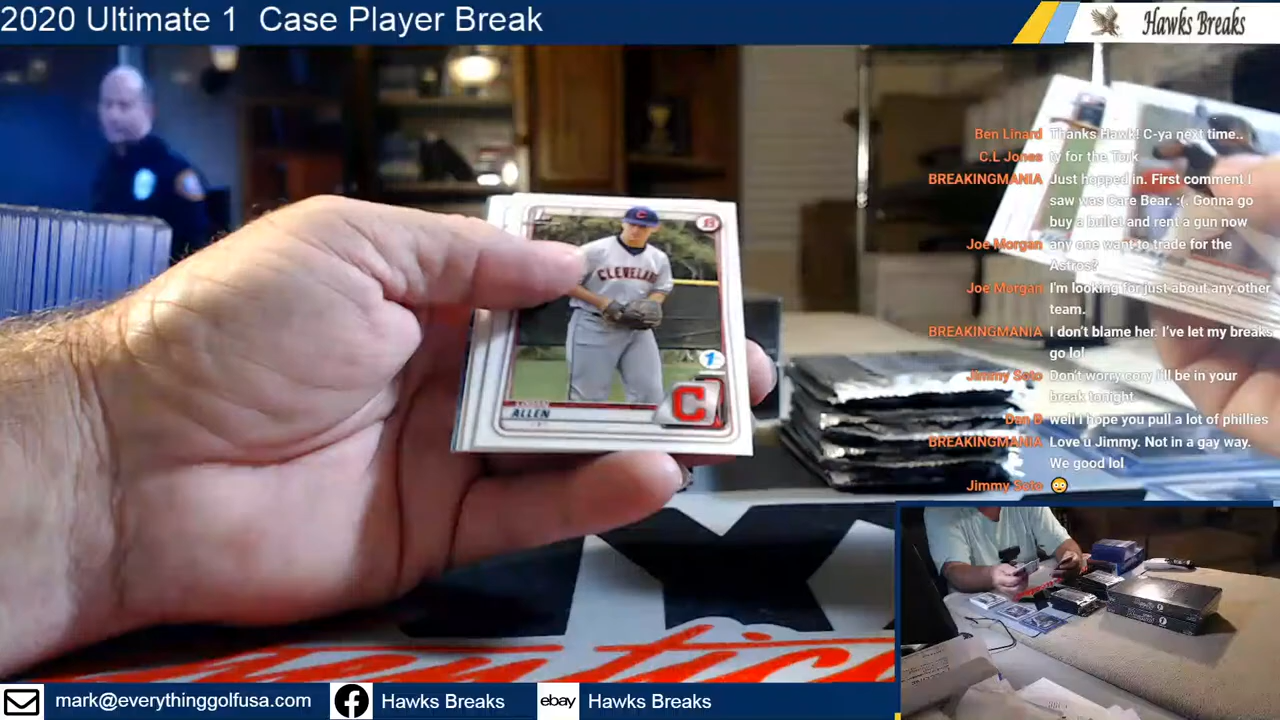 2020 Ultimate 1 Case Player Break
Hawks Breaks
Ben Linard Thanks Hawk! C-ya next time..
C.L Jones ty for the Turk
BREAKINGMANIA Just hopped in. First comment I
saw was Care Bear. :(. Gonna go
buy a bullet and rent a gun now
Joe Morgan any one want to trade for the
Astros?
Joe Morgan I'm looking for just about any other
team.
BREAKINGMANIA I don't blame her. I've let my breaks
go lol
Jimmy Soto Don't worry cory I'll be in your
break tonight
Dan B well I hope you pull a lot of phillies
BREAKINGMANIA Love u Jimmy. Not in a gay way.
We good lol
Jimmy Soto 😳
CLEVELAND
1st
C
ALLEN
mark@everythinggolfusa.com
Hawks Breaks
ebay
Hawks Breaks